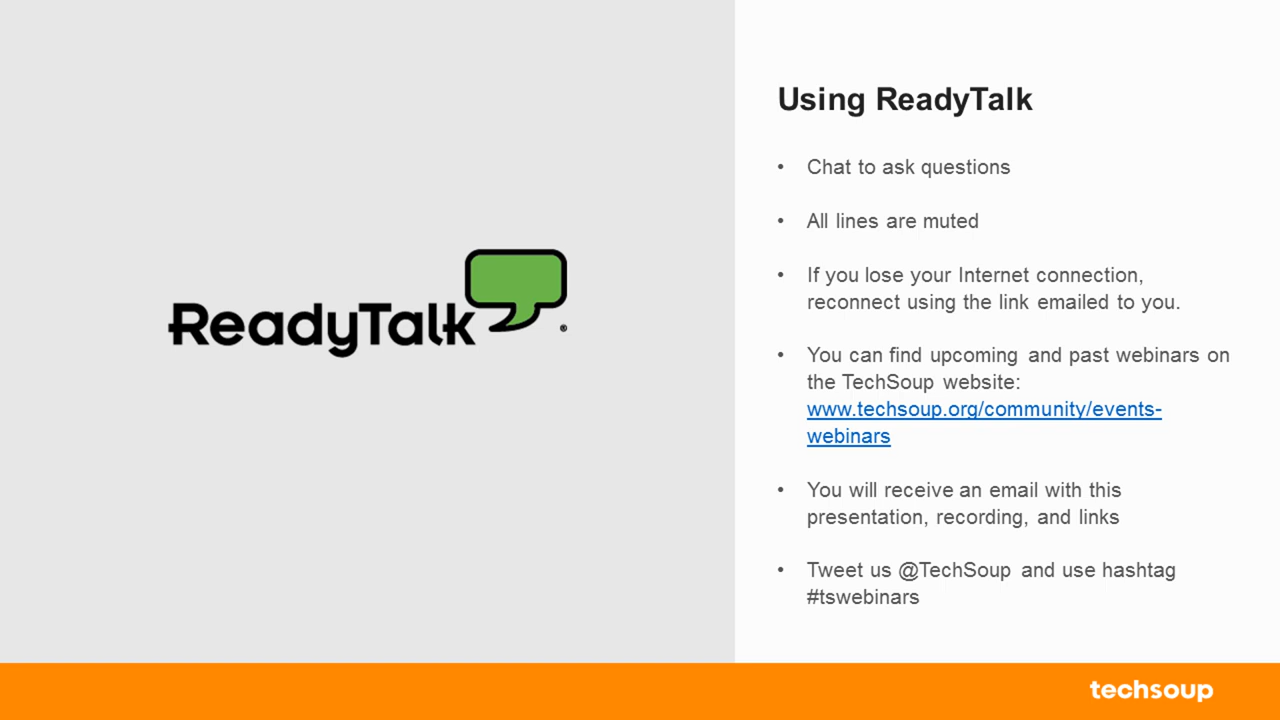 ReadyTalk®
Using ReadyTalk
• Chat to ask questions
• All lines are muted
• If you lose your Internet connection,
reconnect using the link emailed to you.
• You can find upcoming and past webinars on
the TechSoup website:
www.techsoup.org/community/events-
webinars
• You will receive an email with this
presentation, recording, and links
• Tweet us @TechSoup and use hashtag
#tswebinars
techsoup